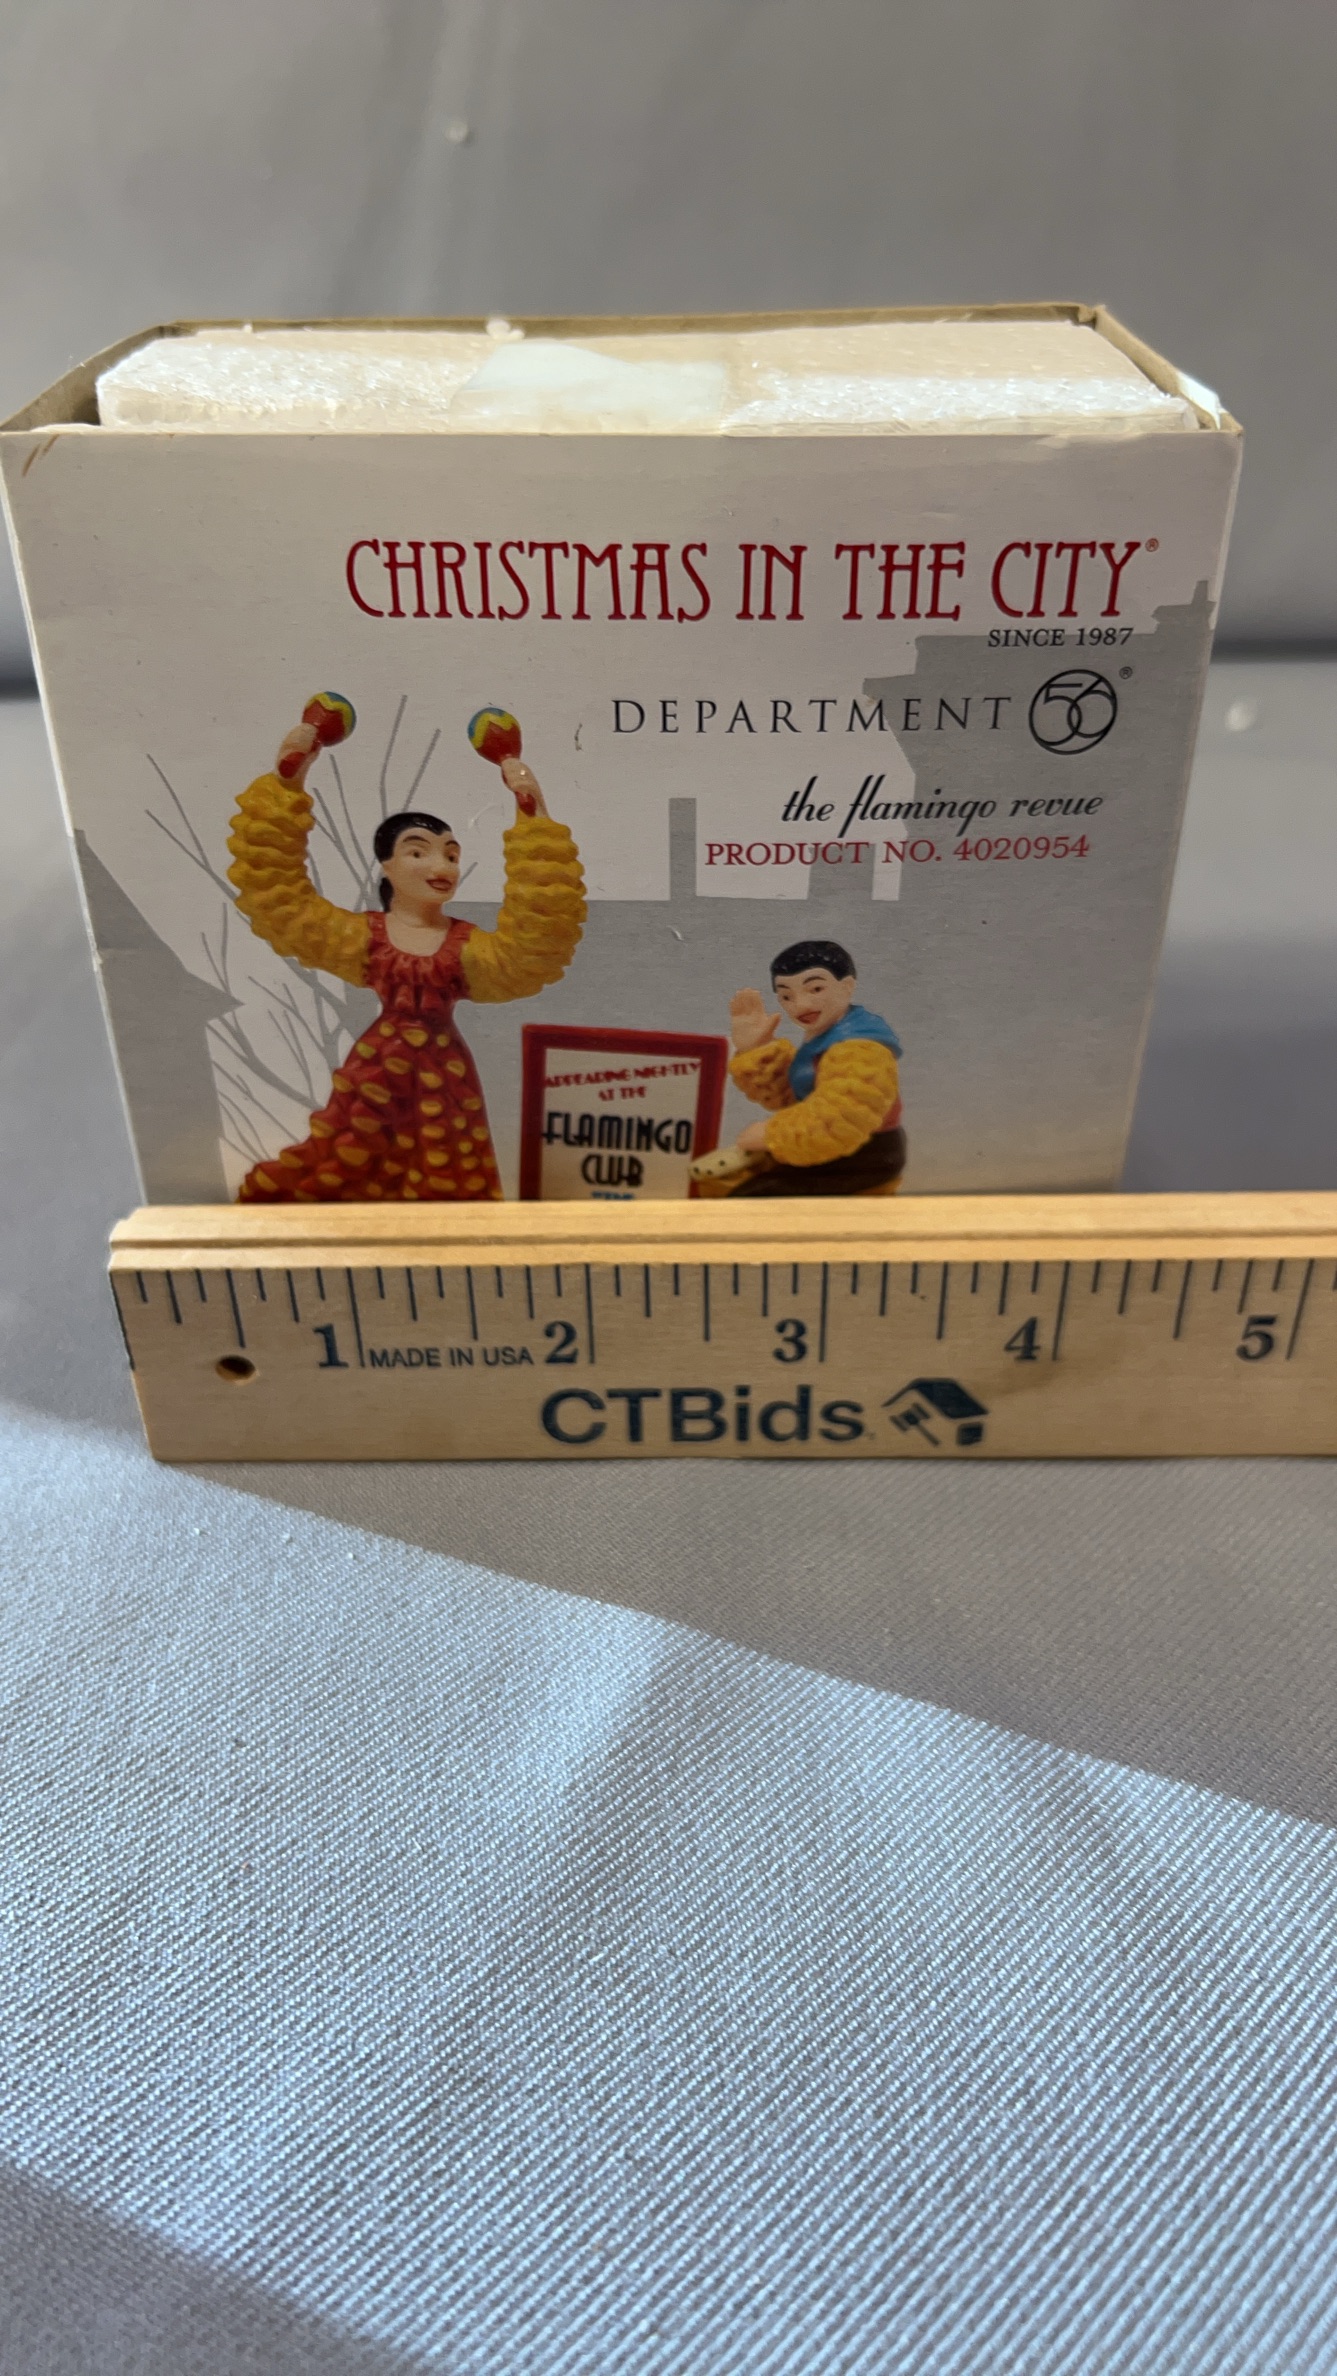 CHRISTMAS IN THE CITY®
SINCE 1987
DEPARTMENT 56®
the flamingo revue
PRODUCT NO. 4020954
APPEARING NIGHTLY
AT THE
FLAMINGO
CLUB
1 MADE IN USA 2 3 4 5
CTBids